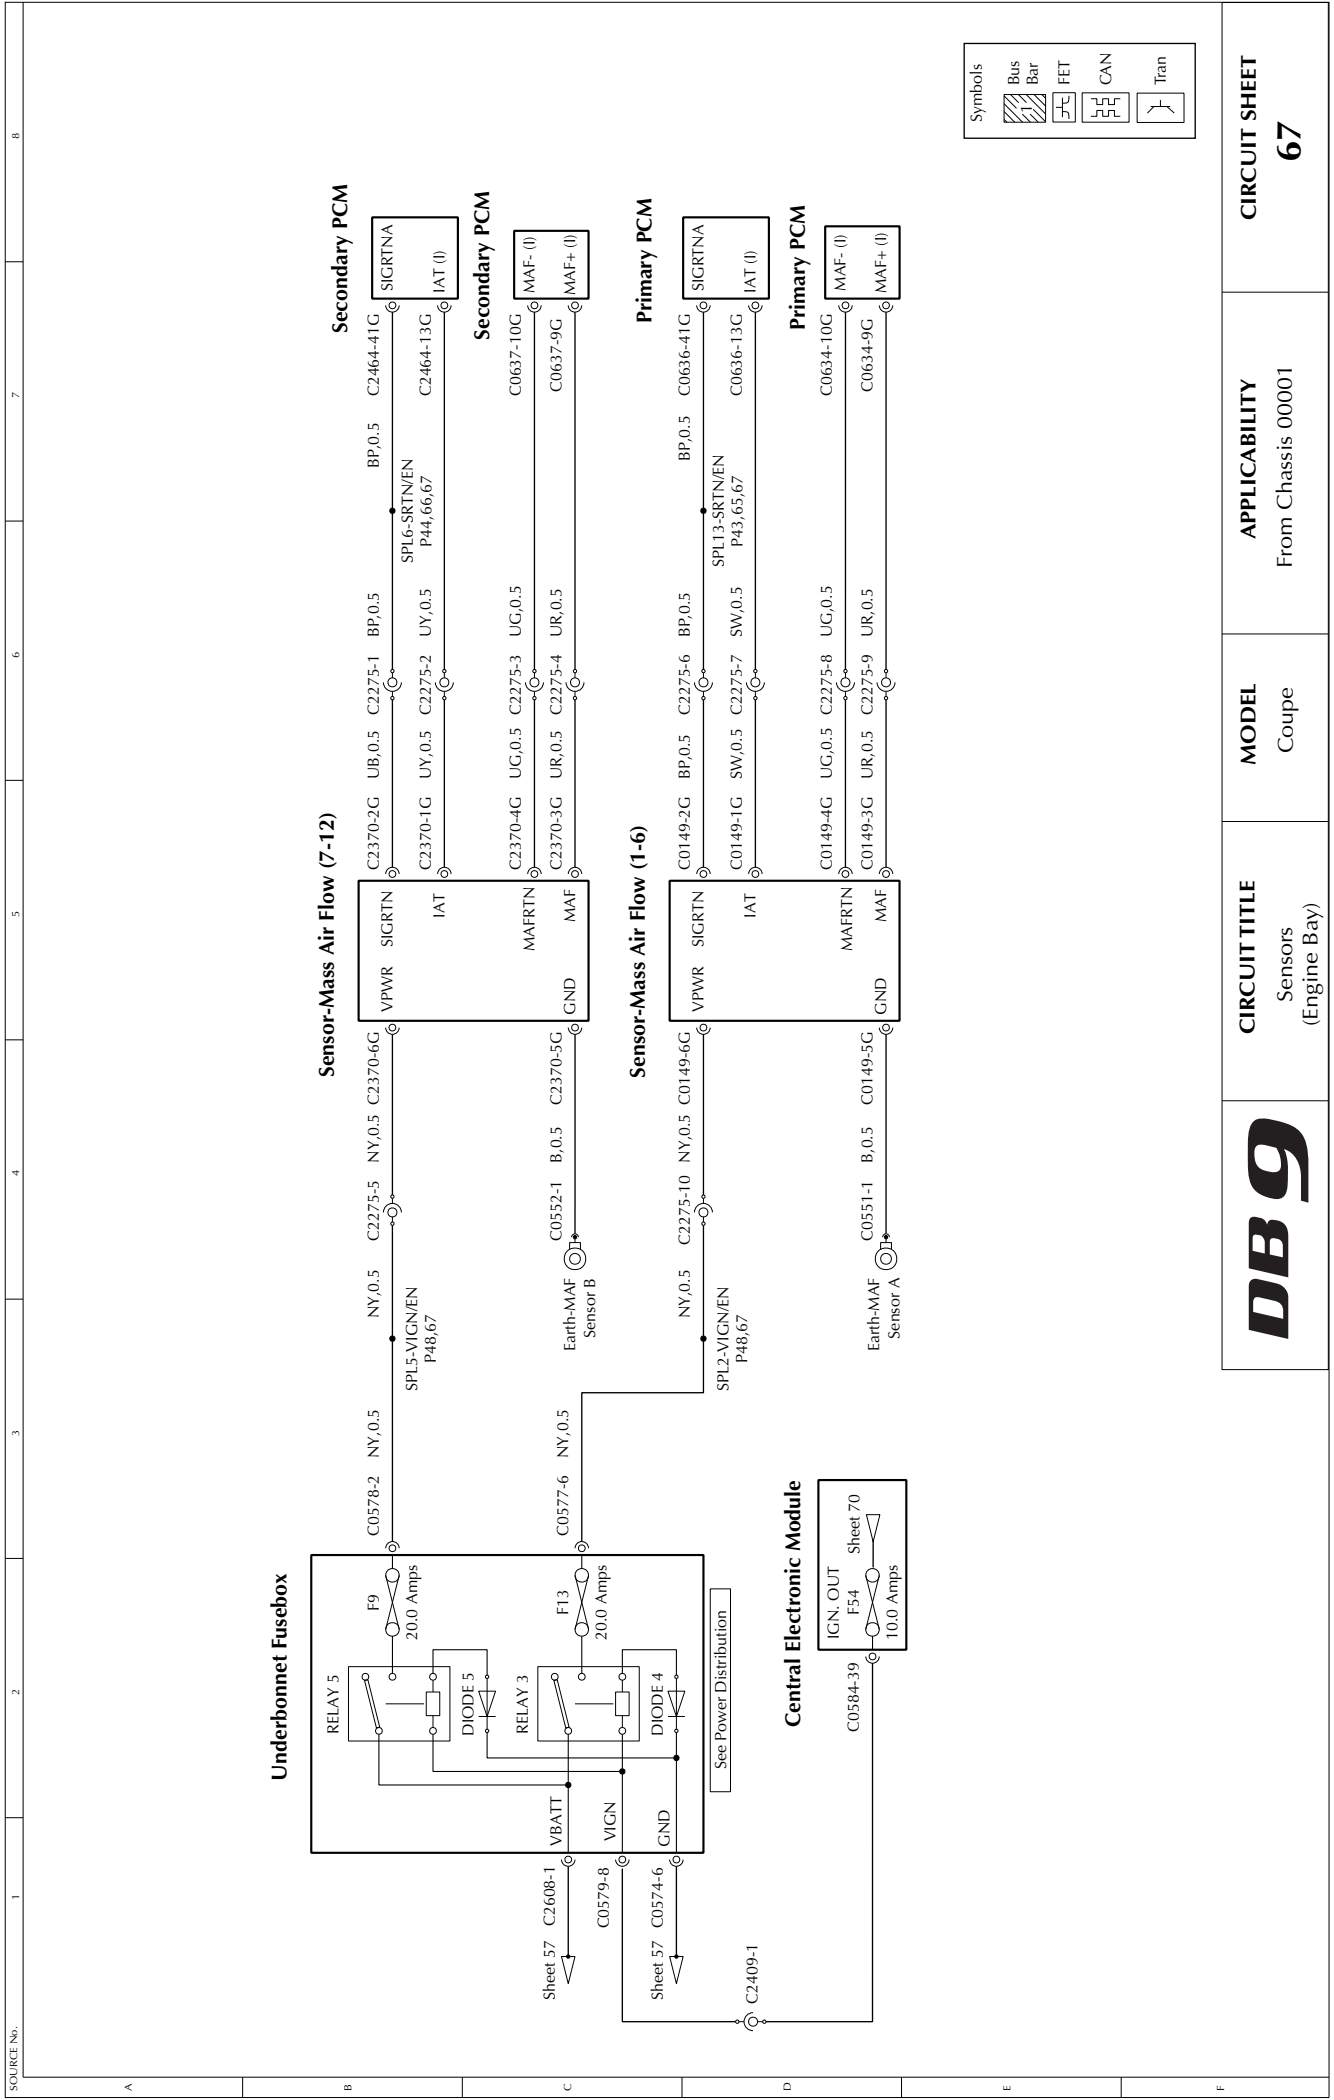 SOURCE No.
1
2
3
4
5
6
7
8
A
B
C
D
E
F
Underbonnet Fusebox
RELAY 5
F9
20.0 Amps
DIODE 5
RELAY 3
F13
20.0 Amps
DIODE 4
VBATT
VIGN
GND
See Power Distribution
Sheet 57
C2608-1
C0579-8
Sheet 57
C0574-6
C2409-1
Central Electronic Module
IGN. OUT
F54
10.0 Amps
Sheet 70
C0584-39
C0578-2
NY,0.5
SPL5-VIGN/EN
P48,67
NY,0.5
C2275-5
NY,0.5
C2370-6G
C0577-6
NY,0.5
SPL2-VIGN/EN
P48,67
NY,0.5
C2275-10
NY,0.5
C0149-6G
Earth-MAF
Sensor B
C0552-1
B,0.5
C2370-5G
Earth-MAF
Sensor A
C0551-1
B,0.5
C0149-5G
Sensor-Mass Air Flow (7-12)
VPWR
SIGRTN
IAT
MAFRTN
GND
MAF
C2370-2G
UB,0.5
C2275-1
BP,0.5
SPL6-SRTN/EN
P44,66,67
BP,0.5
C2464-41G
C2370-1G
UY,0.5
C2275-2
UY,0.5
C2464-13G
C2370-4G
UG,0.5
C2275-3
UG,0.5
C0637-10G
C2370-3G
UR,0.5
C2275-4
UR,0.5
C0637-9G
Secondary PCM
SIGRTNA
IAT (I)
Secondary PCM
MAF- (I)
MAF+ (I)
Sensor-Mass Air Flow (1-6)
VPWR
SIGRTN
IAT
MAFRTN
GND
MAF
C0149-2G
BP,0.5
C2275-6
BP,0.5
SPL13-SRTN/EN
P43,65,67
BP,0.5
C0636-41G
C0149-1G
SW,0.5
C2275-7
SW,0.5
C0636-13G
C0149-4G
UG,0.5
C2275-8
UG,0.5
C0634-10G
C0149-3G
UR,0.5
C2275-9
UR,0.5
C0634-9G
Primary PCM
SIGRTNA
IAT (I)
Primary PCM
MAF- (I)
MAF+ (I)
Symbols
1
Bus
Bar
FET
CAN
Tran
DB9
CIRCUIT TITLE
Sensors
(Engine Bay)
MODEL
Coupe
APPLICABILITY
From Chassis 00001
CIRCUIT SHEET
67